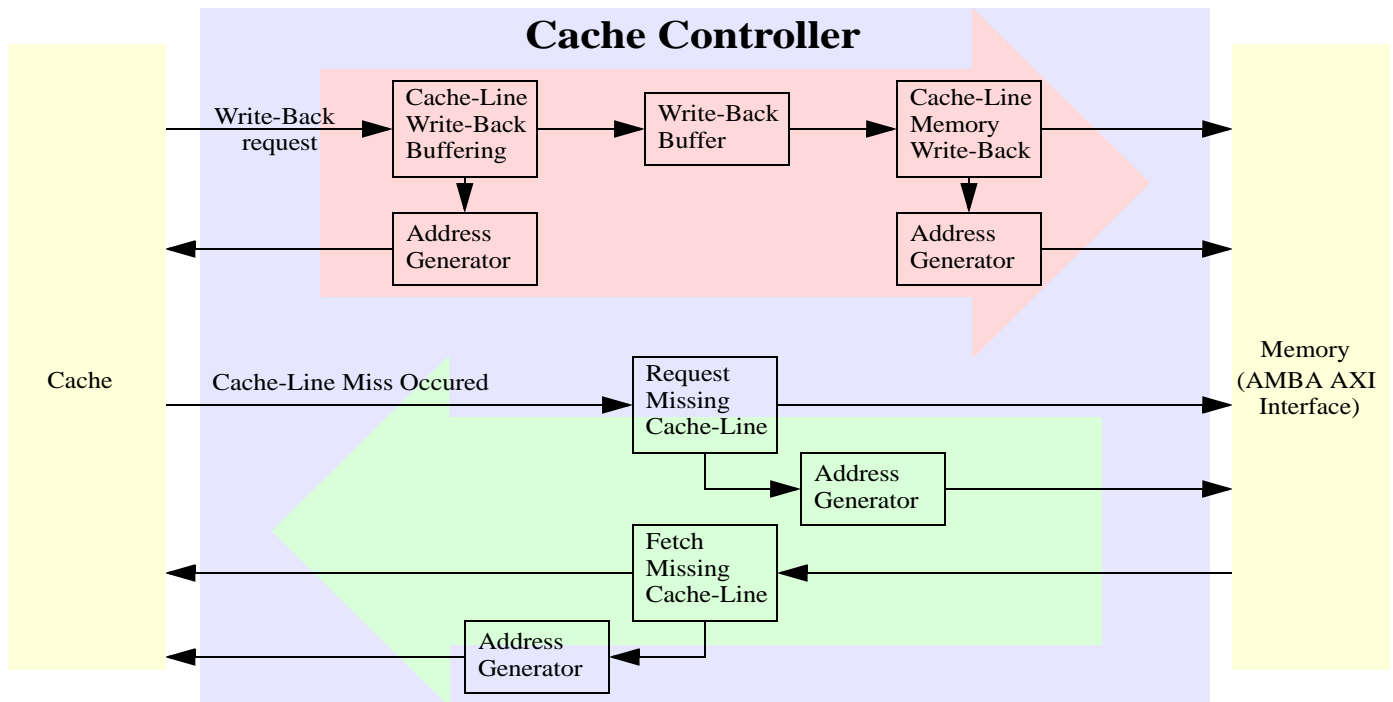 Cache Controller
Write-Back
request
Cache-Line
Write-Back
Buffering
Write-Back
Buffer
Cache-Line
Memory
Write-Back
Address
Generator
Address
Generator
Cache
Cache-Line Miss Occured
Request
Missing
Cache-Line
Memory
(AMBA AXI
Interface)
Address
Generator
Fetch
Missing
Cache-Line
Address
Generator